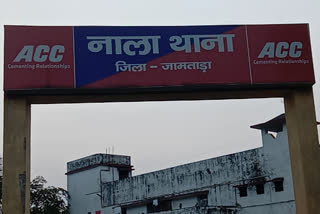 ACC
Cementing Relationships
नाला थाना
जिला - जामताड़ा
ACC
Cementing Relationships